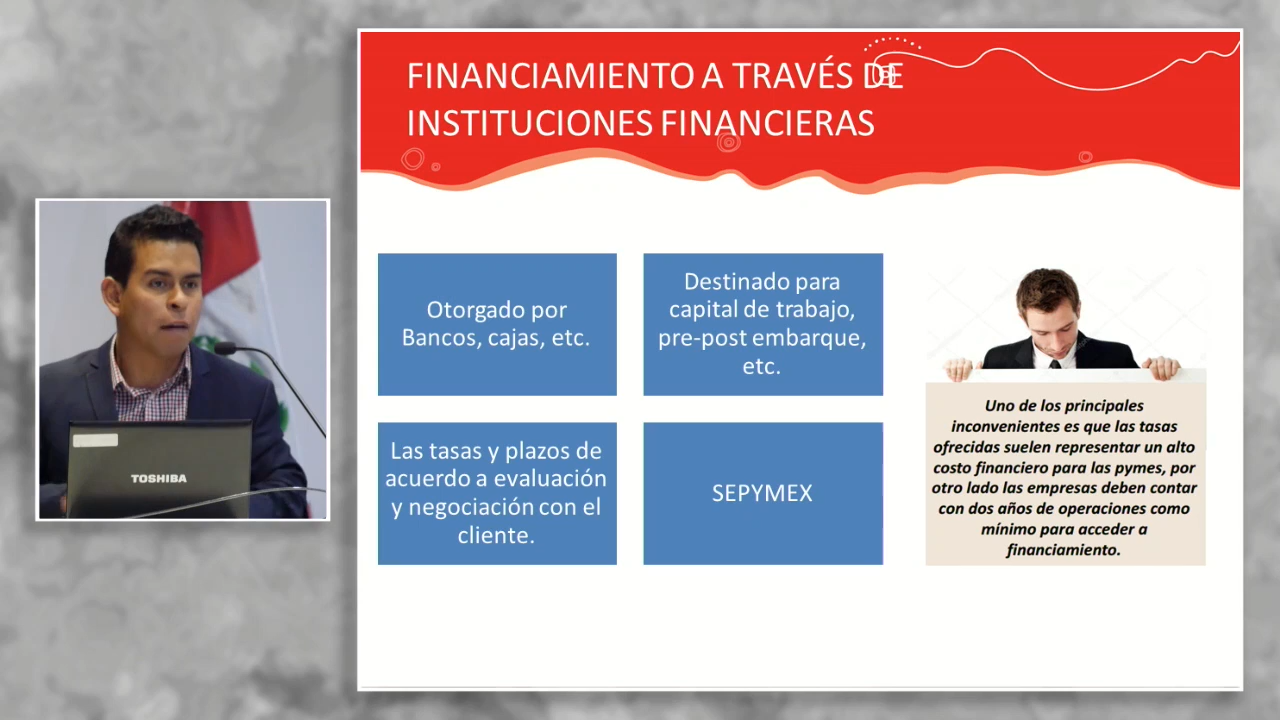 FINANCIAMIENTO A TRAVÉS DE
INSTITUCIONES FINANCIERAS
Otorgado por
Bancos, cajas, etc.
Destinado para
capital de trabajo,
pre-post embarque,
etc.
Las tasas y plazos de
acuerdo a evaluación
y negociación con el
cliente.
SEPYMEX
Uno de los principales
inconvenientes es que las tasas
ofrecidas suelen representar un alto
costo financiero para las pymes, por
otro lado las empresas deben contar
con dos años de operaciones como
mínimo para acceder a
financiamiento.
TOSHIBA